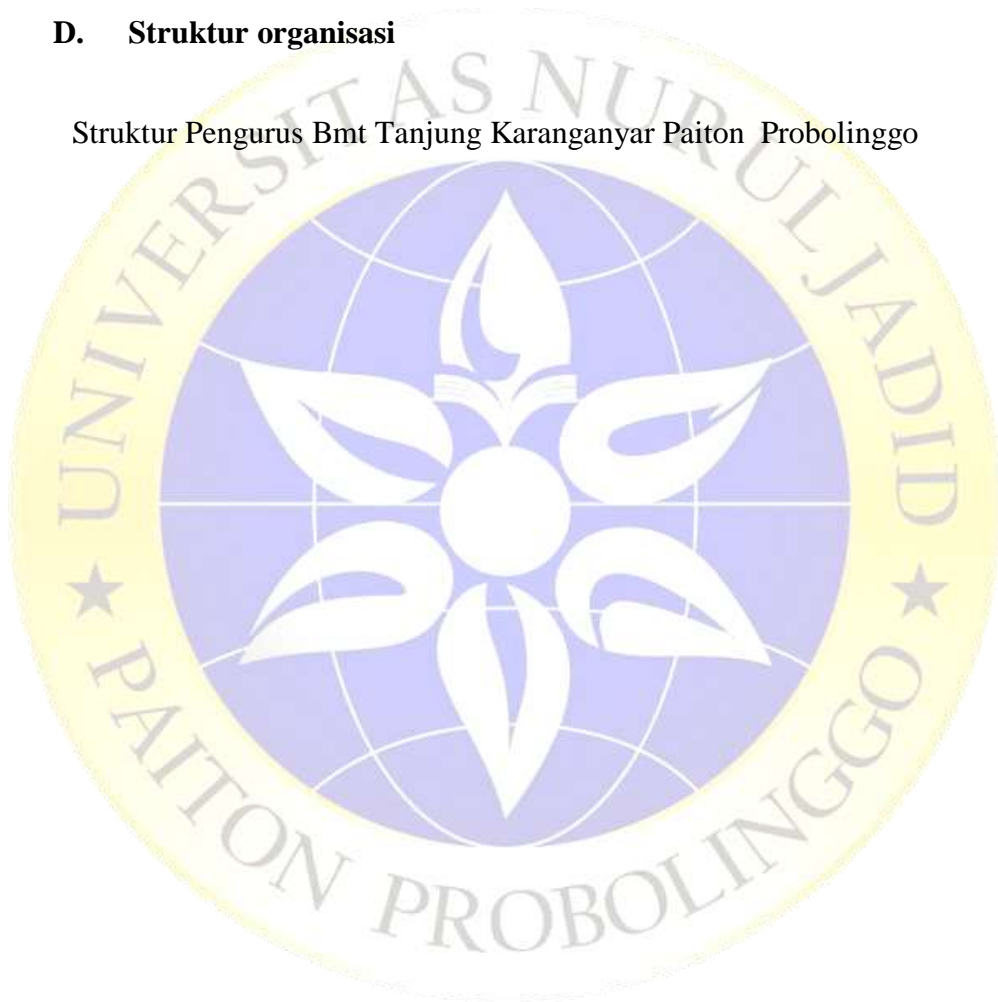 D. Struktur organisasi
Struktur Pengurus Bmt Tanjung Karanganyar Paiton Probolinggo
UNIVERSITAS NURUL JADID
★ PAITON PROBOLINGGO ★